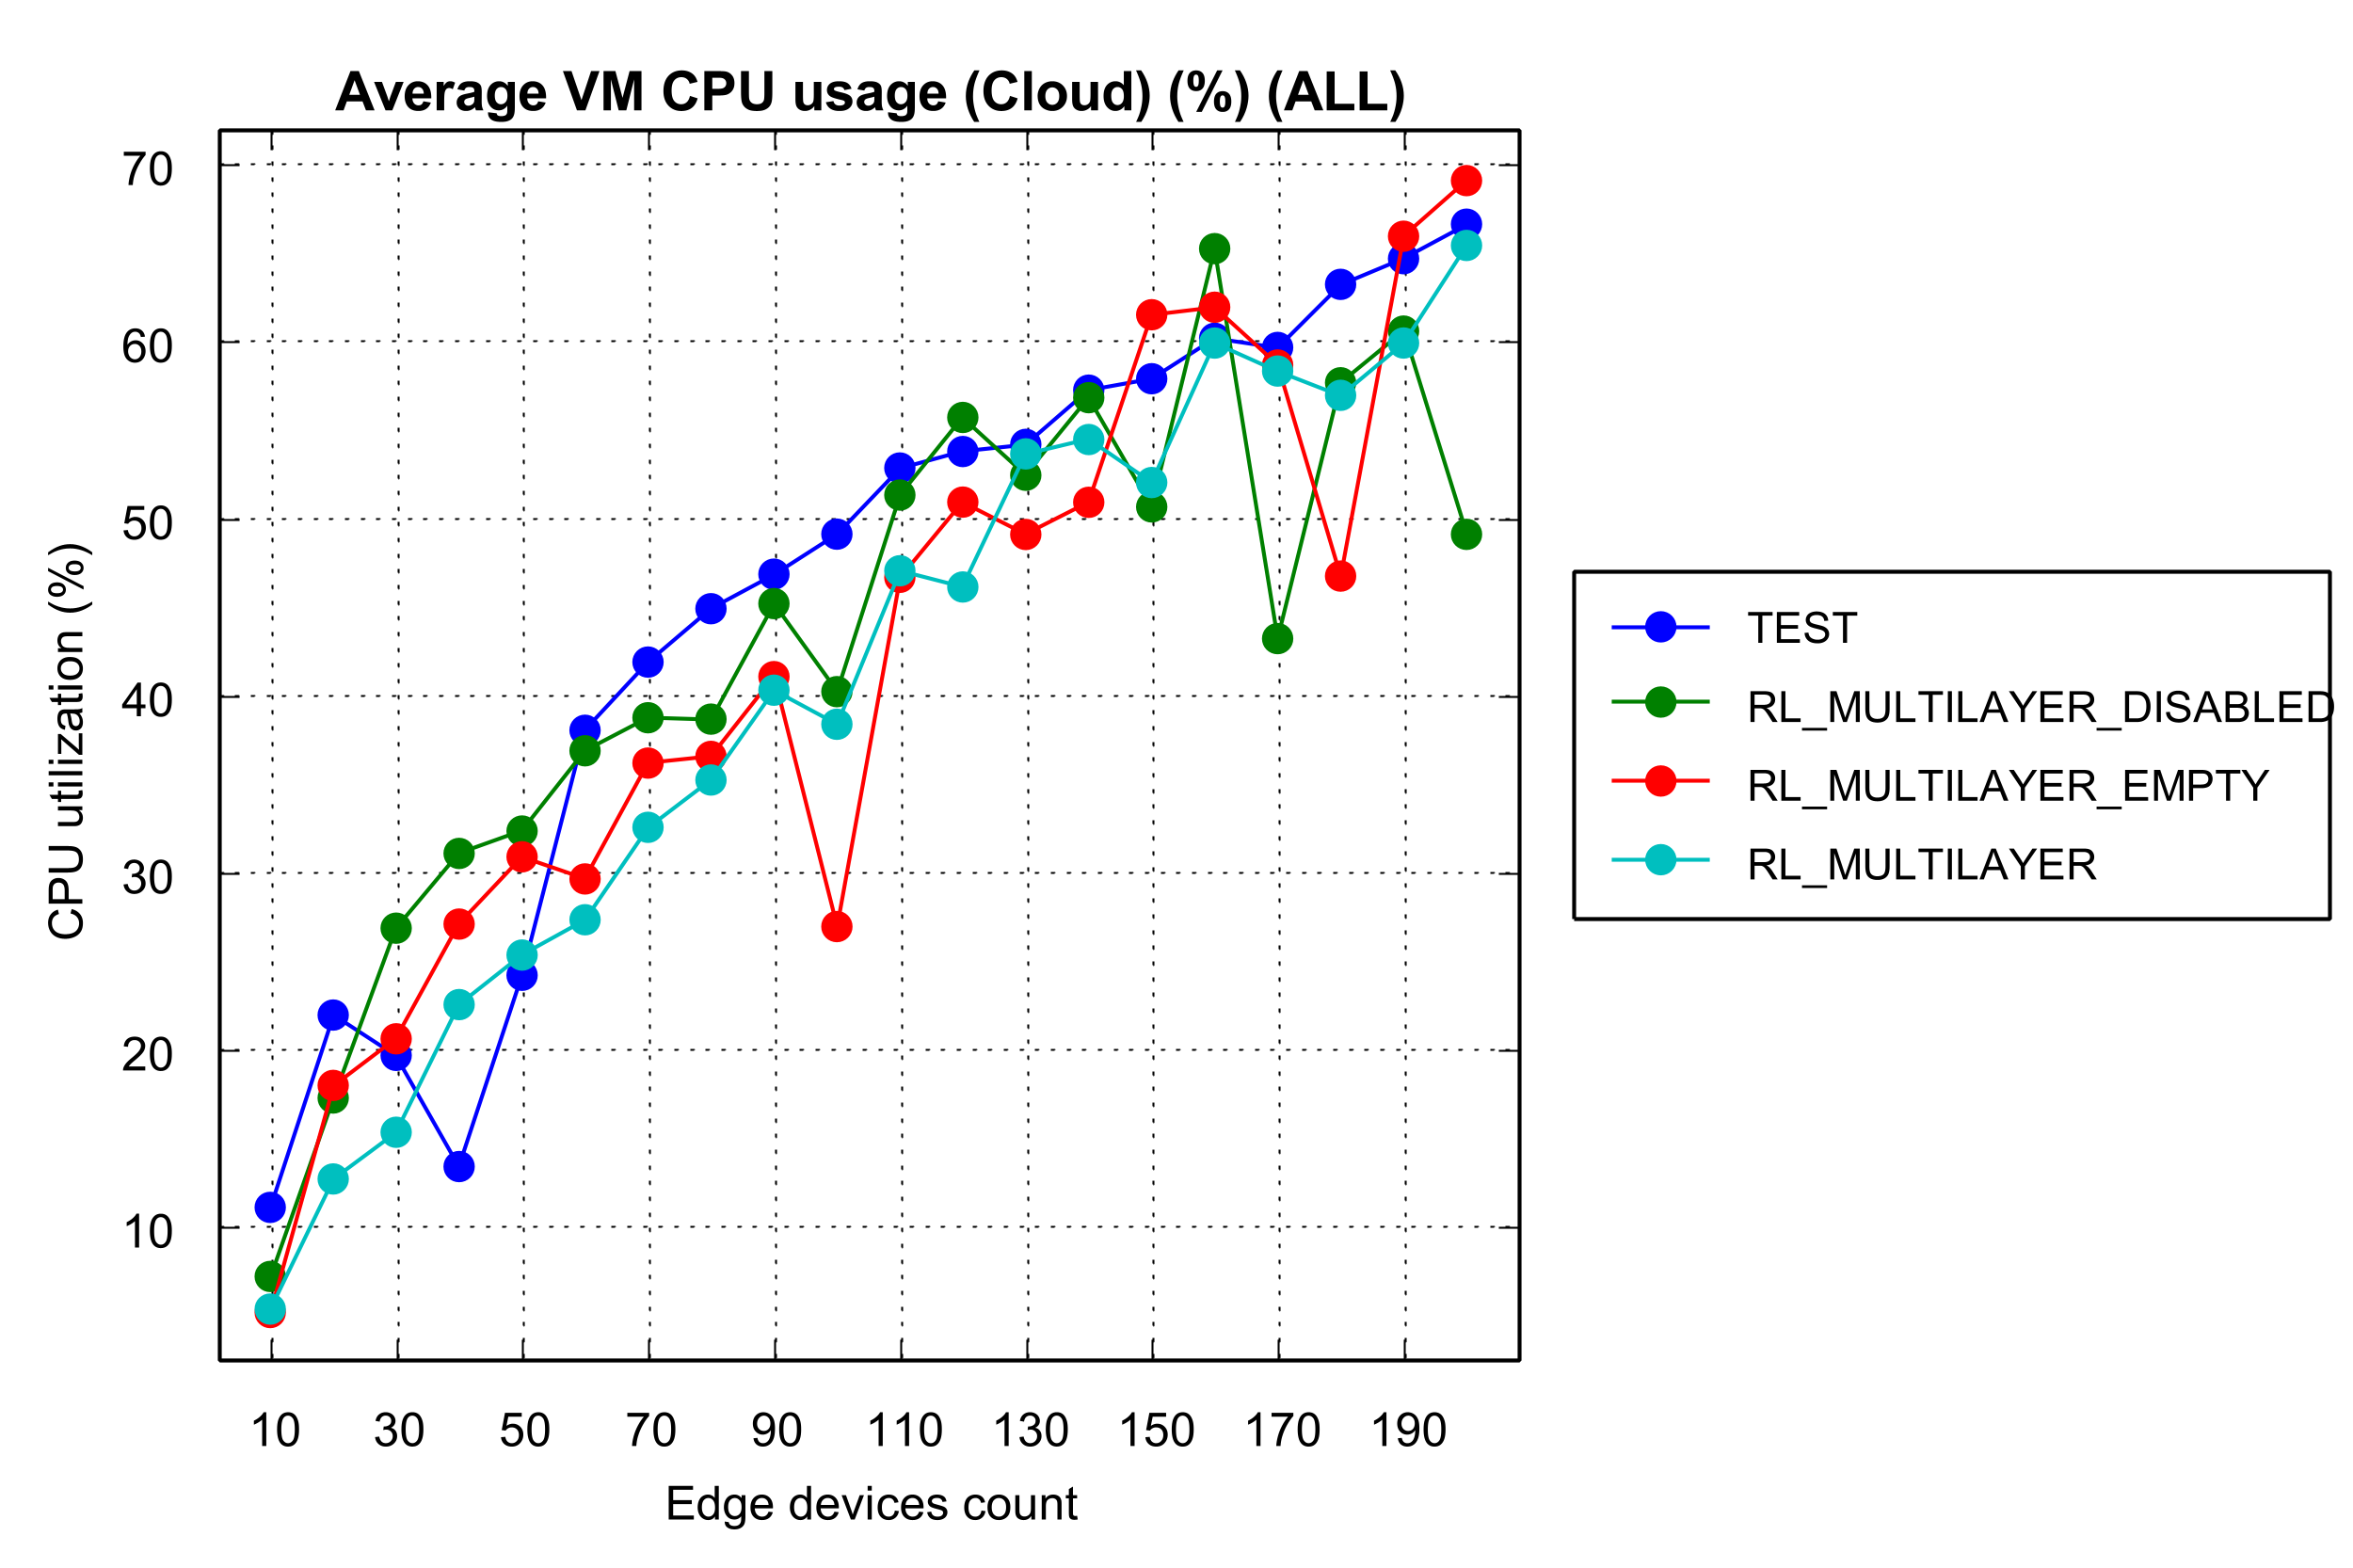 Average VM CPU usage (Cloud) (%) (ALL)
70
60
50
40
30
20
10
CPU utilization (%)
10 30 50 70 90 110 130 150 170 190
Edge devices count
TEST
RL_MULTILAYER_DISABLED
RL_MULTILAYER_EMPTY
RL_MULTILAYER